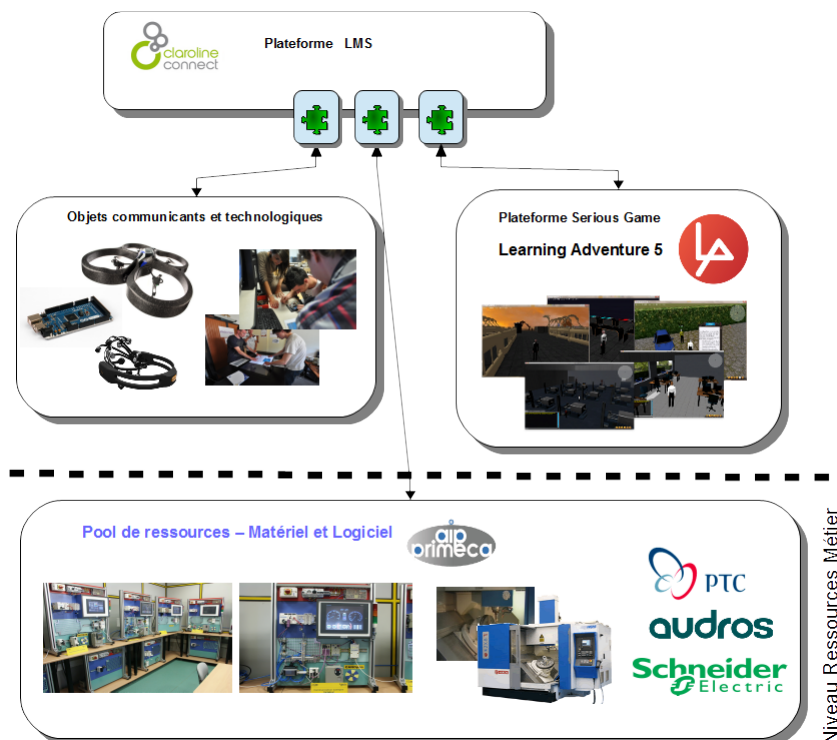 claroline
connect
Plateforme LMS
Objets communicants et technologiques
Plateforme Serious Game
Learning Adventure 5
Pool de ressources – Matériel et Logiciel
aip
primeca
PTC
audros
Schneider
Electric
Niveau Ressources Métier